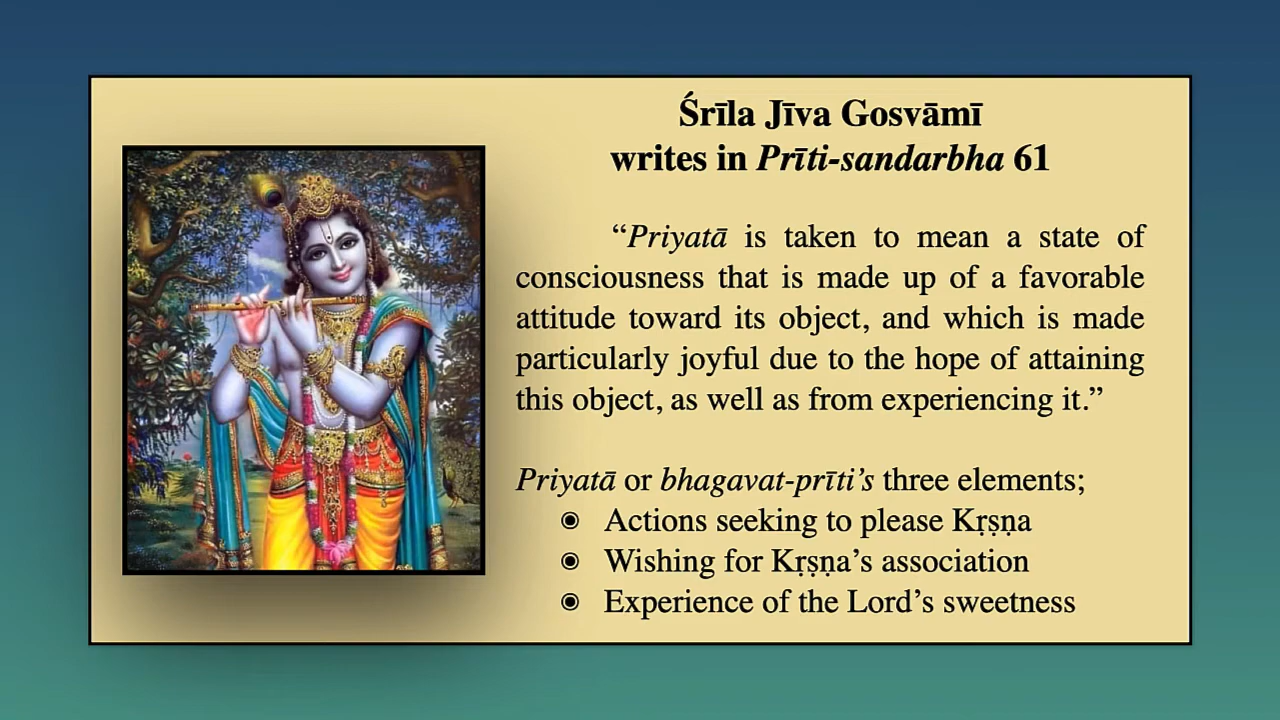 Śrīla Jīva Gosvāmī
writes in Prīti-sandarbha 61
“Priyatā is taken to mean a state of
consciousness that is made up of a favorable
attitude toward its object, and which is made
particularly joyful due to the hope of attaining
this object, as well as from experiencing it.”
Priyatā or bhagavat-prīti’s three elements;
◉ Actions seeking to please Kṛṣṇa
◉ Wishing for Kṛṣṇa’s association
◉ Experience of the Lord’s sweetness